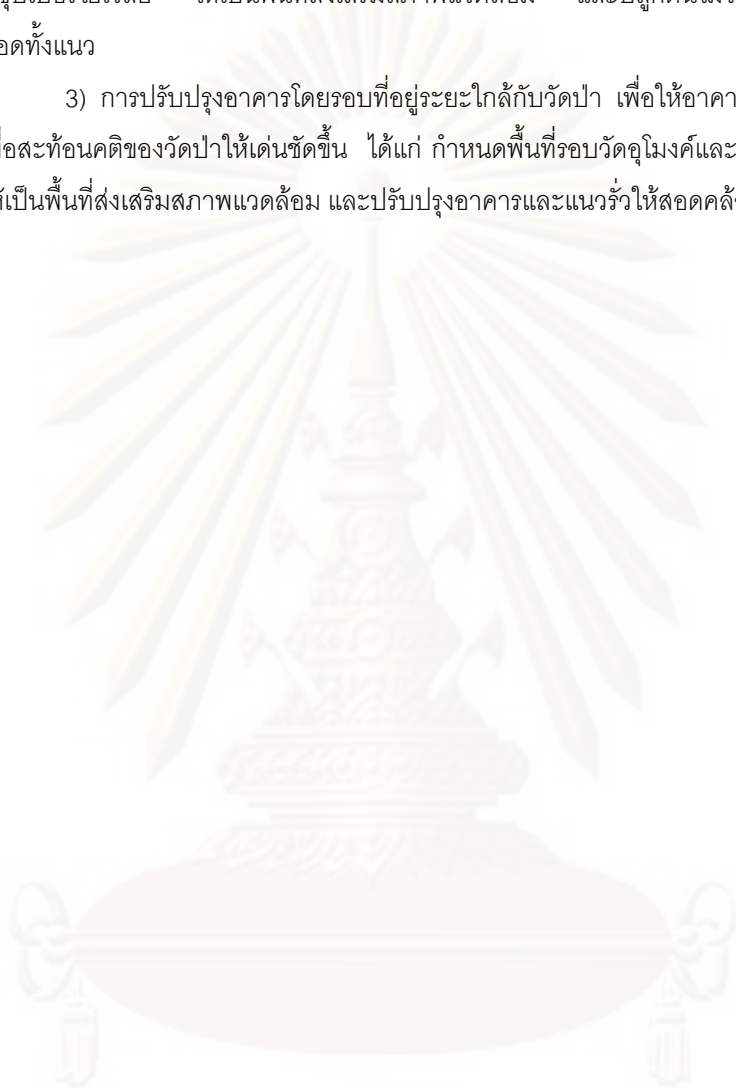 อดทั้งแนว
3) การปรับปรุงอาคารโดยรอบที่อยู่ระยะใกล้กับวัดป่า เพื่อให้อาคา
อสะท้อนคติของวัดป่าให้เด่นชัดขึ้น ได้แก่ กำหนดพื้นที่รอบวัดอุโมงค์และ
ห้เป็นพื้นที่ส่งเสริมสภาพแวดล้อม และปรับปรุงอาคารและแนวรั้วให้สอดคล้